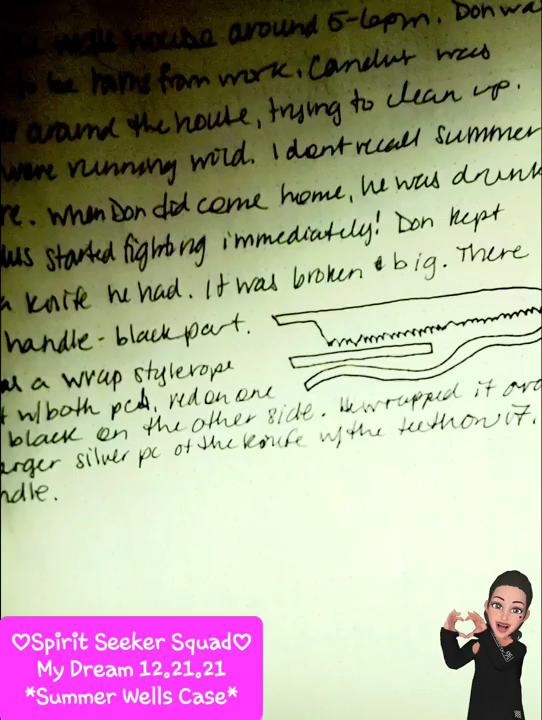 house around 5-6pm. Don wa
to be home from work. Candus was
around the house, trying to clean up.
were running wild. I dont recall summer
re. When Don did come home, he was drunk
started fighting immediately! Don kept
a knife he had. It was broken & big. There
handle - black part.
as a wrap style rope
w/both pcs, red on one
black on the other side. He wrapped it aro
arger silver pc of the knife w/the teeth on it.
ndle.
♡Spirit Seeker Squad♡
My Dream 12.21.21
*Summer Wells Case*